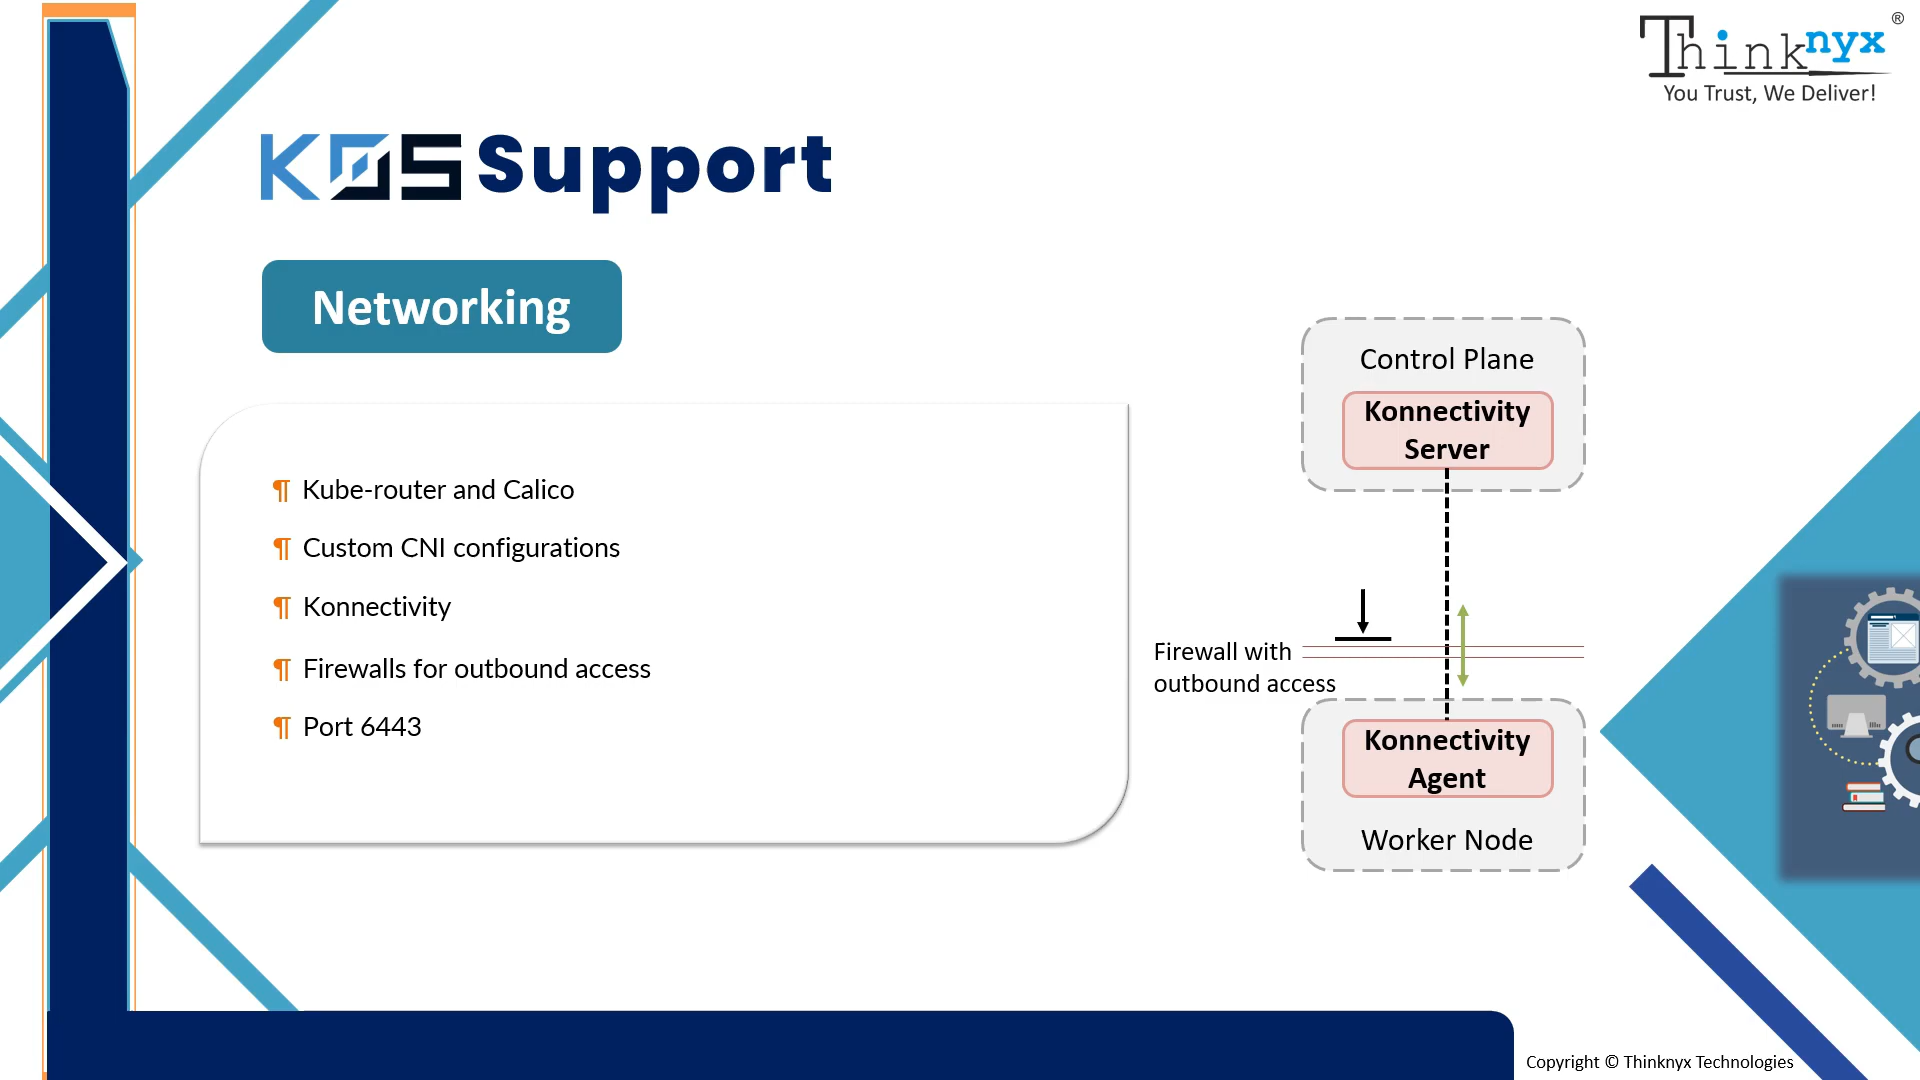 Thinknyx®
You Trust, We Deliver!
K0S Support
Networking
¶ Kube-router and Calico
¶ Custom CNI configurations
¶ Konnectivity
¶ Firewalls for outbound access
¶ Port 6443
Control Plane
Konnectivity
Server
Firewall with
outbound access
Konnectivity
Agent
Worker Node
Copyright © Thinknyx Technologies